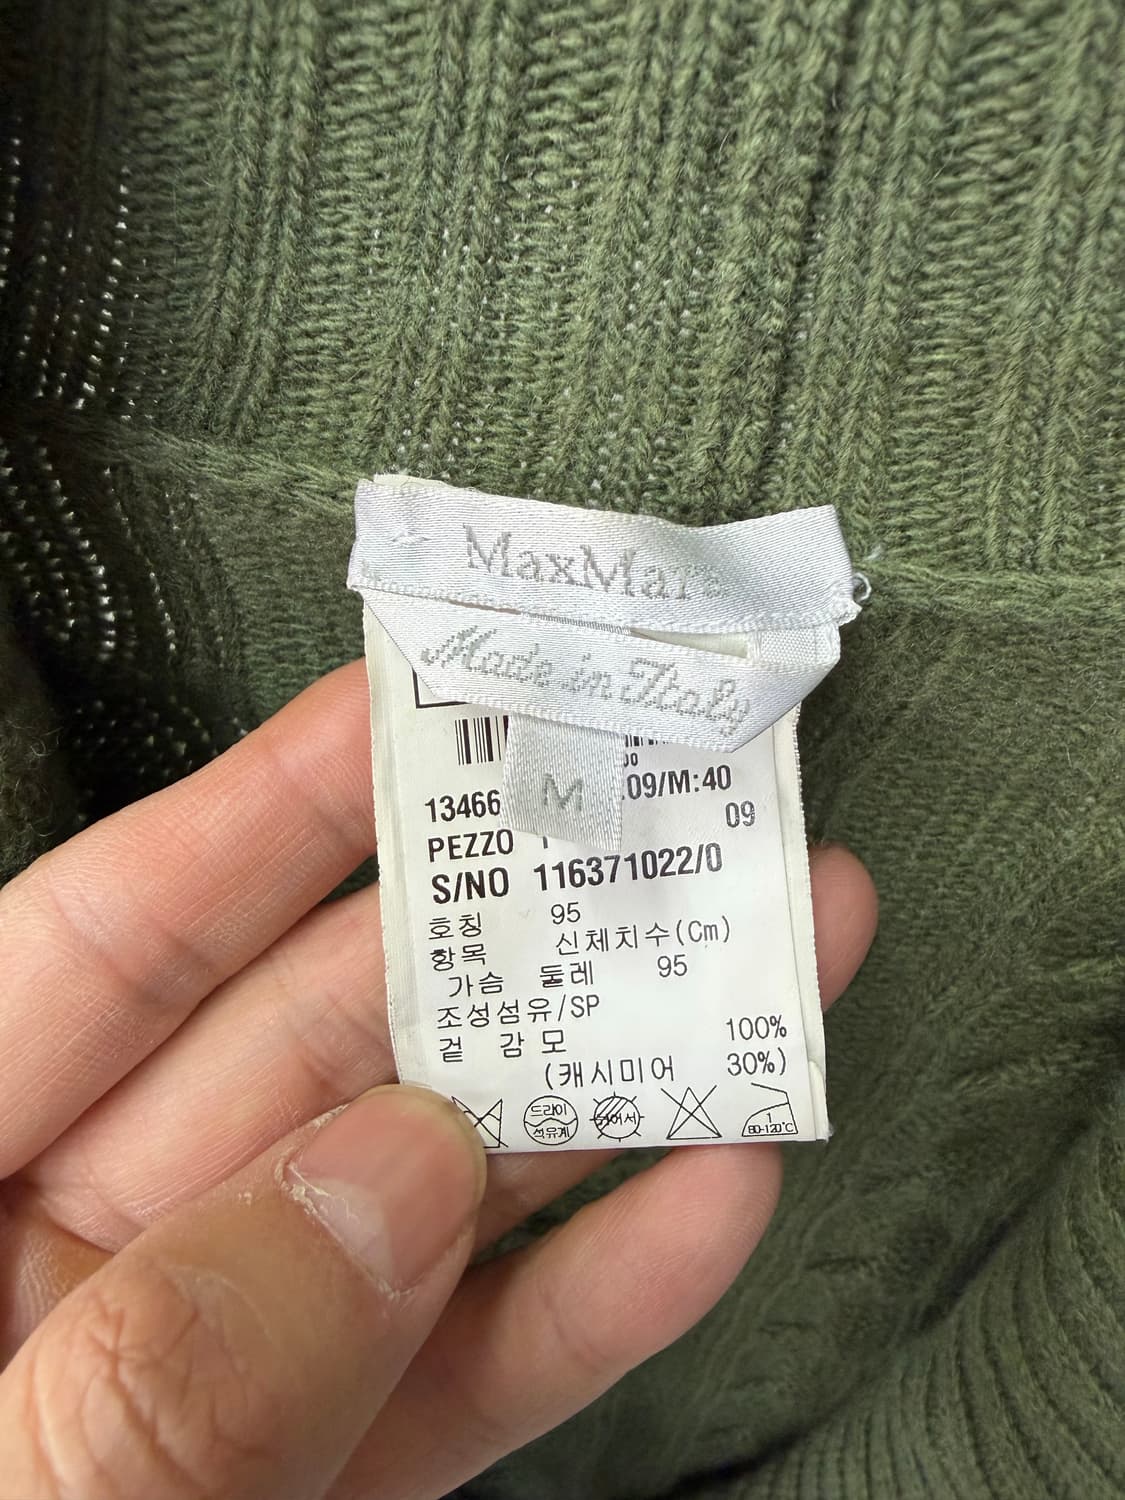 MaxMara
Made in Italy
M
13466
.09/M:40
09
PEZZO
S/NO 116371022/0
호칭 95
항목 신체치수(Cm)
가슴 둘레 95
조성섬유/SP
겉 감 모 100%
(캐시미어 30%)
드라이
석유계
80-120°C